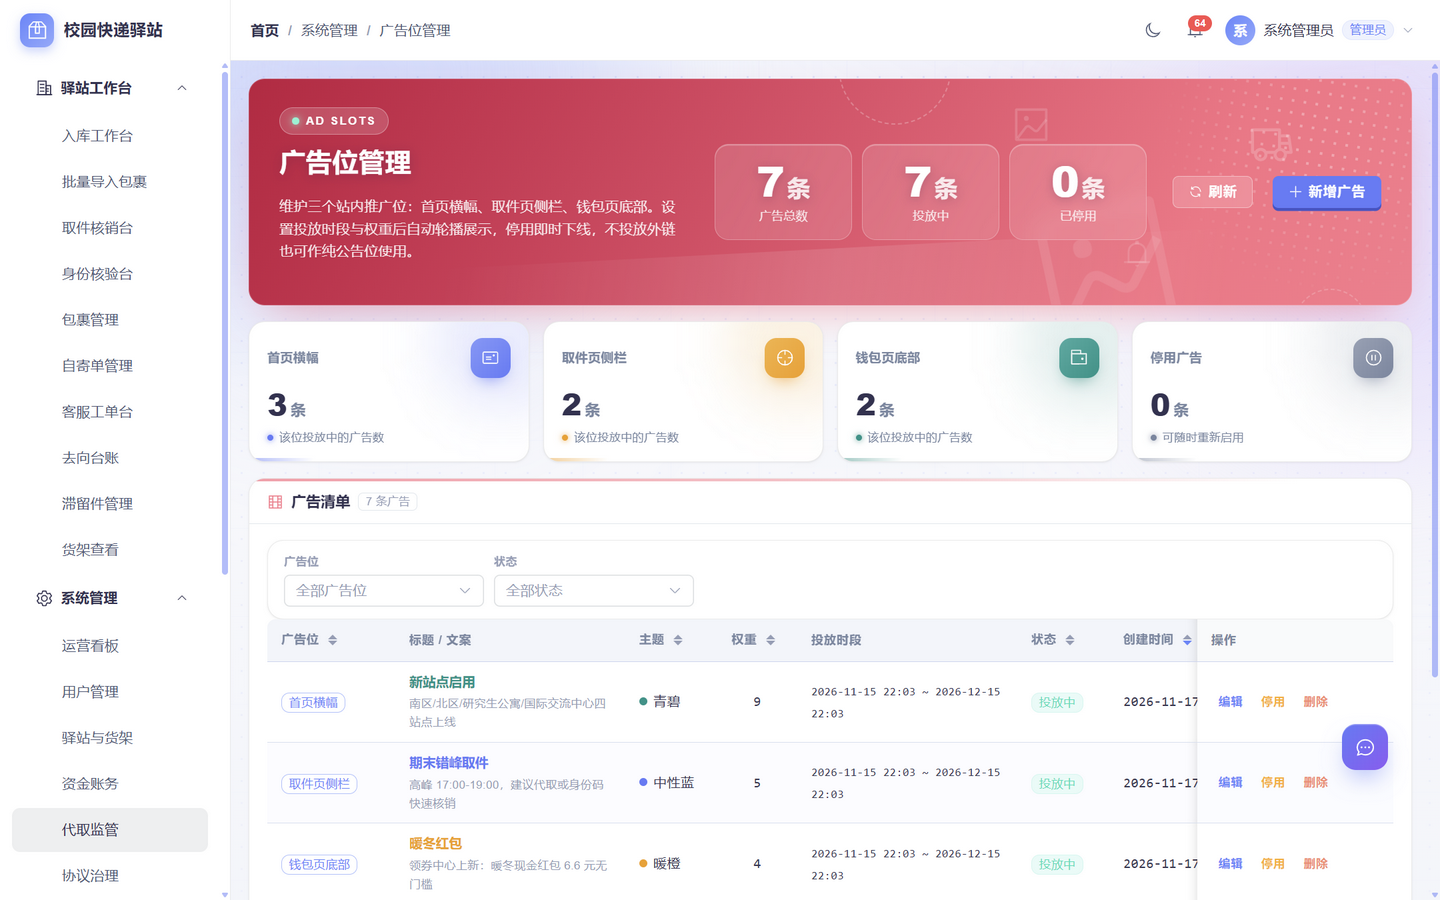 校园快递驿站
首页 / 系统管理 / 广告位管理
64
系
系统管理员
管理员
驿站工作台
入库工作台
批量导入包裹
取件核销台
身份核验台
包裹管理
自寄单管理
客服工单台
去向台账
滞留件管理
货架查看
系统管理
运营看板
用户管理
驿站与货架
资金账务
代取监管
协议治理
AD SLOTS
广告位管理
维护三个站内推广位：首页横幅、取件页侧栏、钱包页底部。设
置投放时段与权重后自动轮播展示，停用即时下线，不投放外链
也可作纯公告位使用。
7条
广告总数
7条
投放中
0条
已停用
刷新
新增广告
首页横幅
3条
该位投放中的广告数
取件页侧栏
2条
该位投放中的广告数
钱包页底部
2条
该位投放中的广告数
停用广告
0条
可随时重新启用
广告清单
7 条广告
广告位
状态
全部广告位
全部状态
广告位 标题 / 文案 主题 权重 投放时段 状态 创建时间 操作
首页横幅
新站点启用
南区/北区/研究生公寓/国际交流中心四
站点上线
青碧
9
2026-11-15 22:03 ~ 2026-12-15
22:03
投放中
2026-11-17
编辑 停用 删除
取件页侧栏
期末错峰取件
高峰 17:00-19:00，建议代取或身份码
快速核销
中性蓝
5
2026-11-15 22:03 ~ 2026-12-15
22:03
投放中
2026-11-17
编辑 停用 删除
钱包页底部
暖冬红包
领券中心上新：暖冬现金红包 6.6 元无
门槛
暖橙
4
2026-11-15 22:03 ~ 2026-12-15
22:03
投放中
2026-11-17
编辑 停用 删除